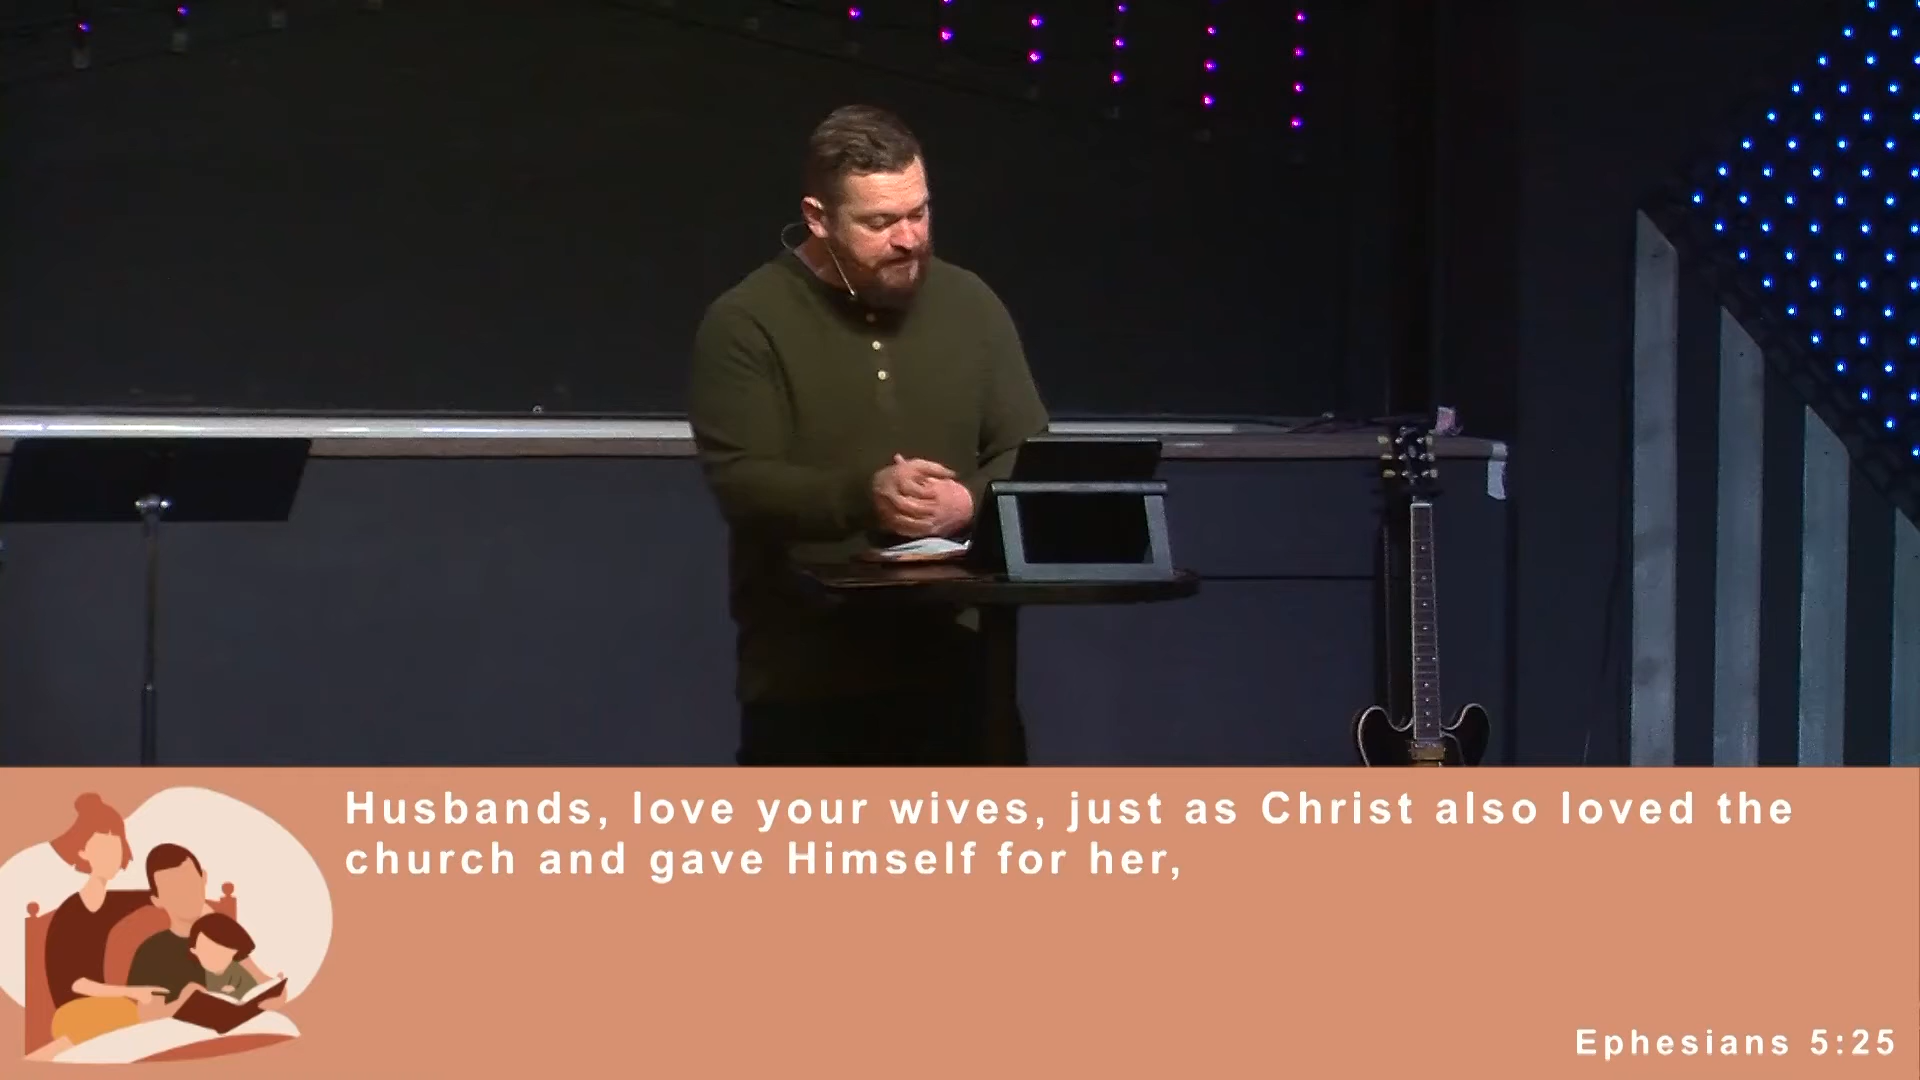 Husbands, love your wives, just as Christ also loved the
church and gave Himself for her,
Ephesians 5:25